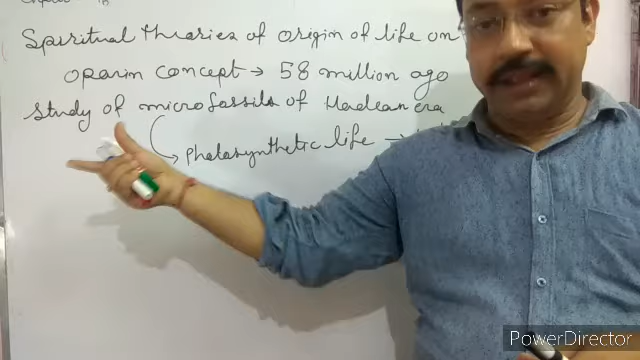 Spiritual theories of origin of life on
oparin concept → 58 million ago
Study of microfossils of Hadean era
photosynthetic life →
PowerDirector